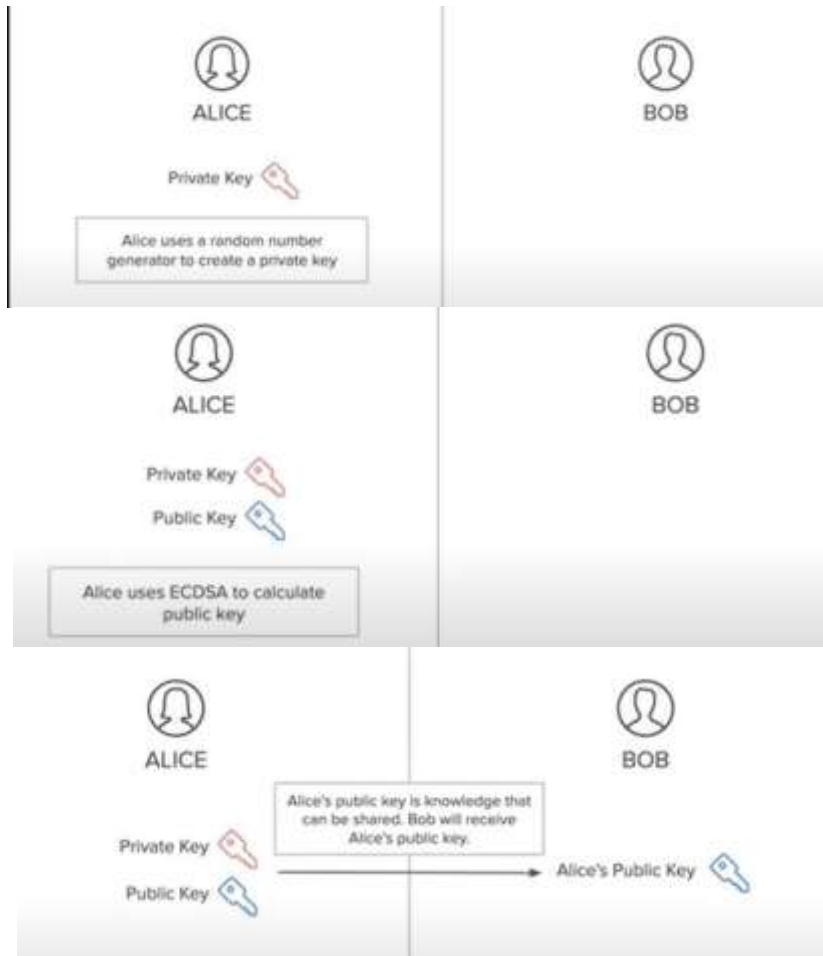 ALICE
BOB
Private Key
Alice uses a random number
generator to create a private key
ALICE
BOB
Private Key
Public Key
Alice uses ECDSA to calculate
public key
ALICE
BOB
Alice's public key is knowledge that
can be shared. Bob will receive
Alice's public key.
Private Key
Alice's Public Key
Public Key